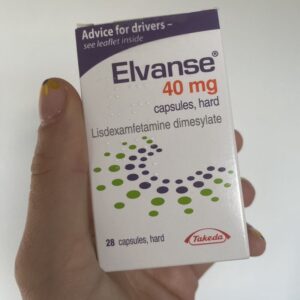 Advice for drivers –
see leaflet inside
Elvanse®
40 mg
capsules, hard
Lisdexamfetamine dimesylate
28 capsules, hard
Takeda